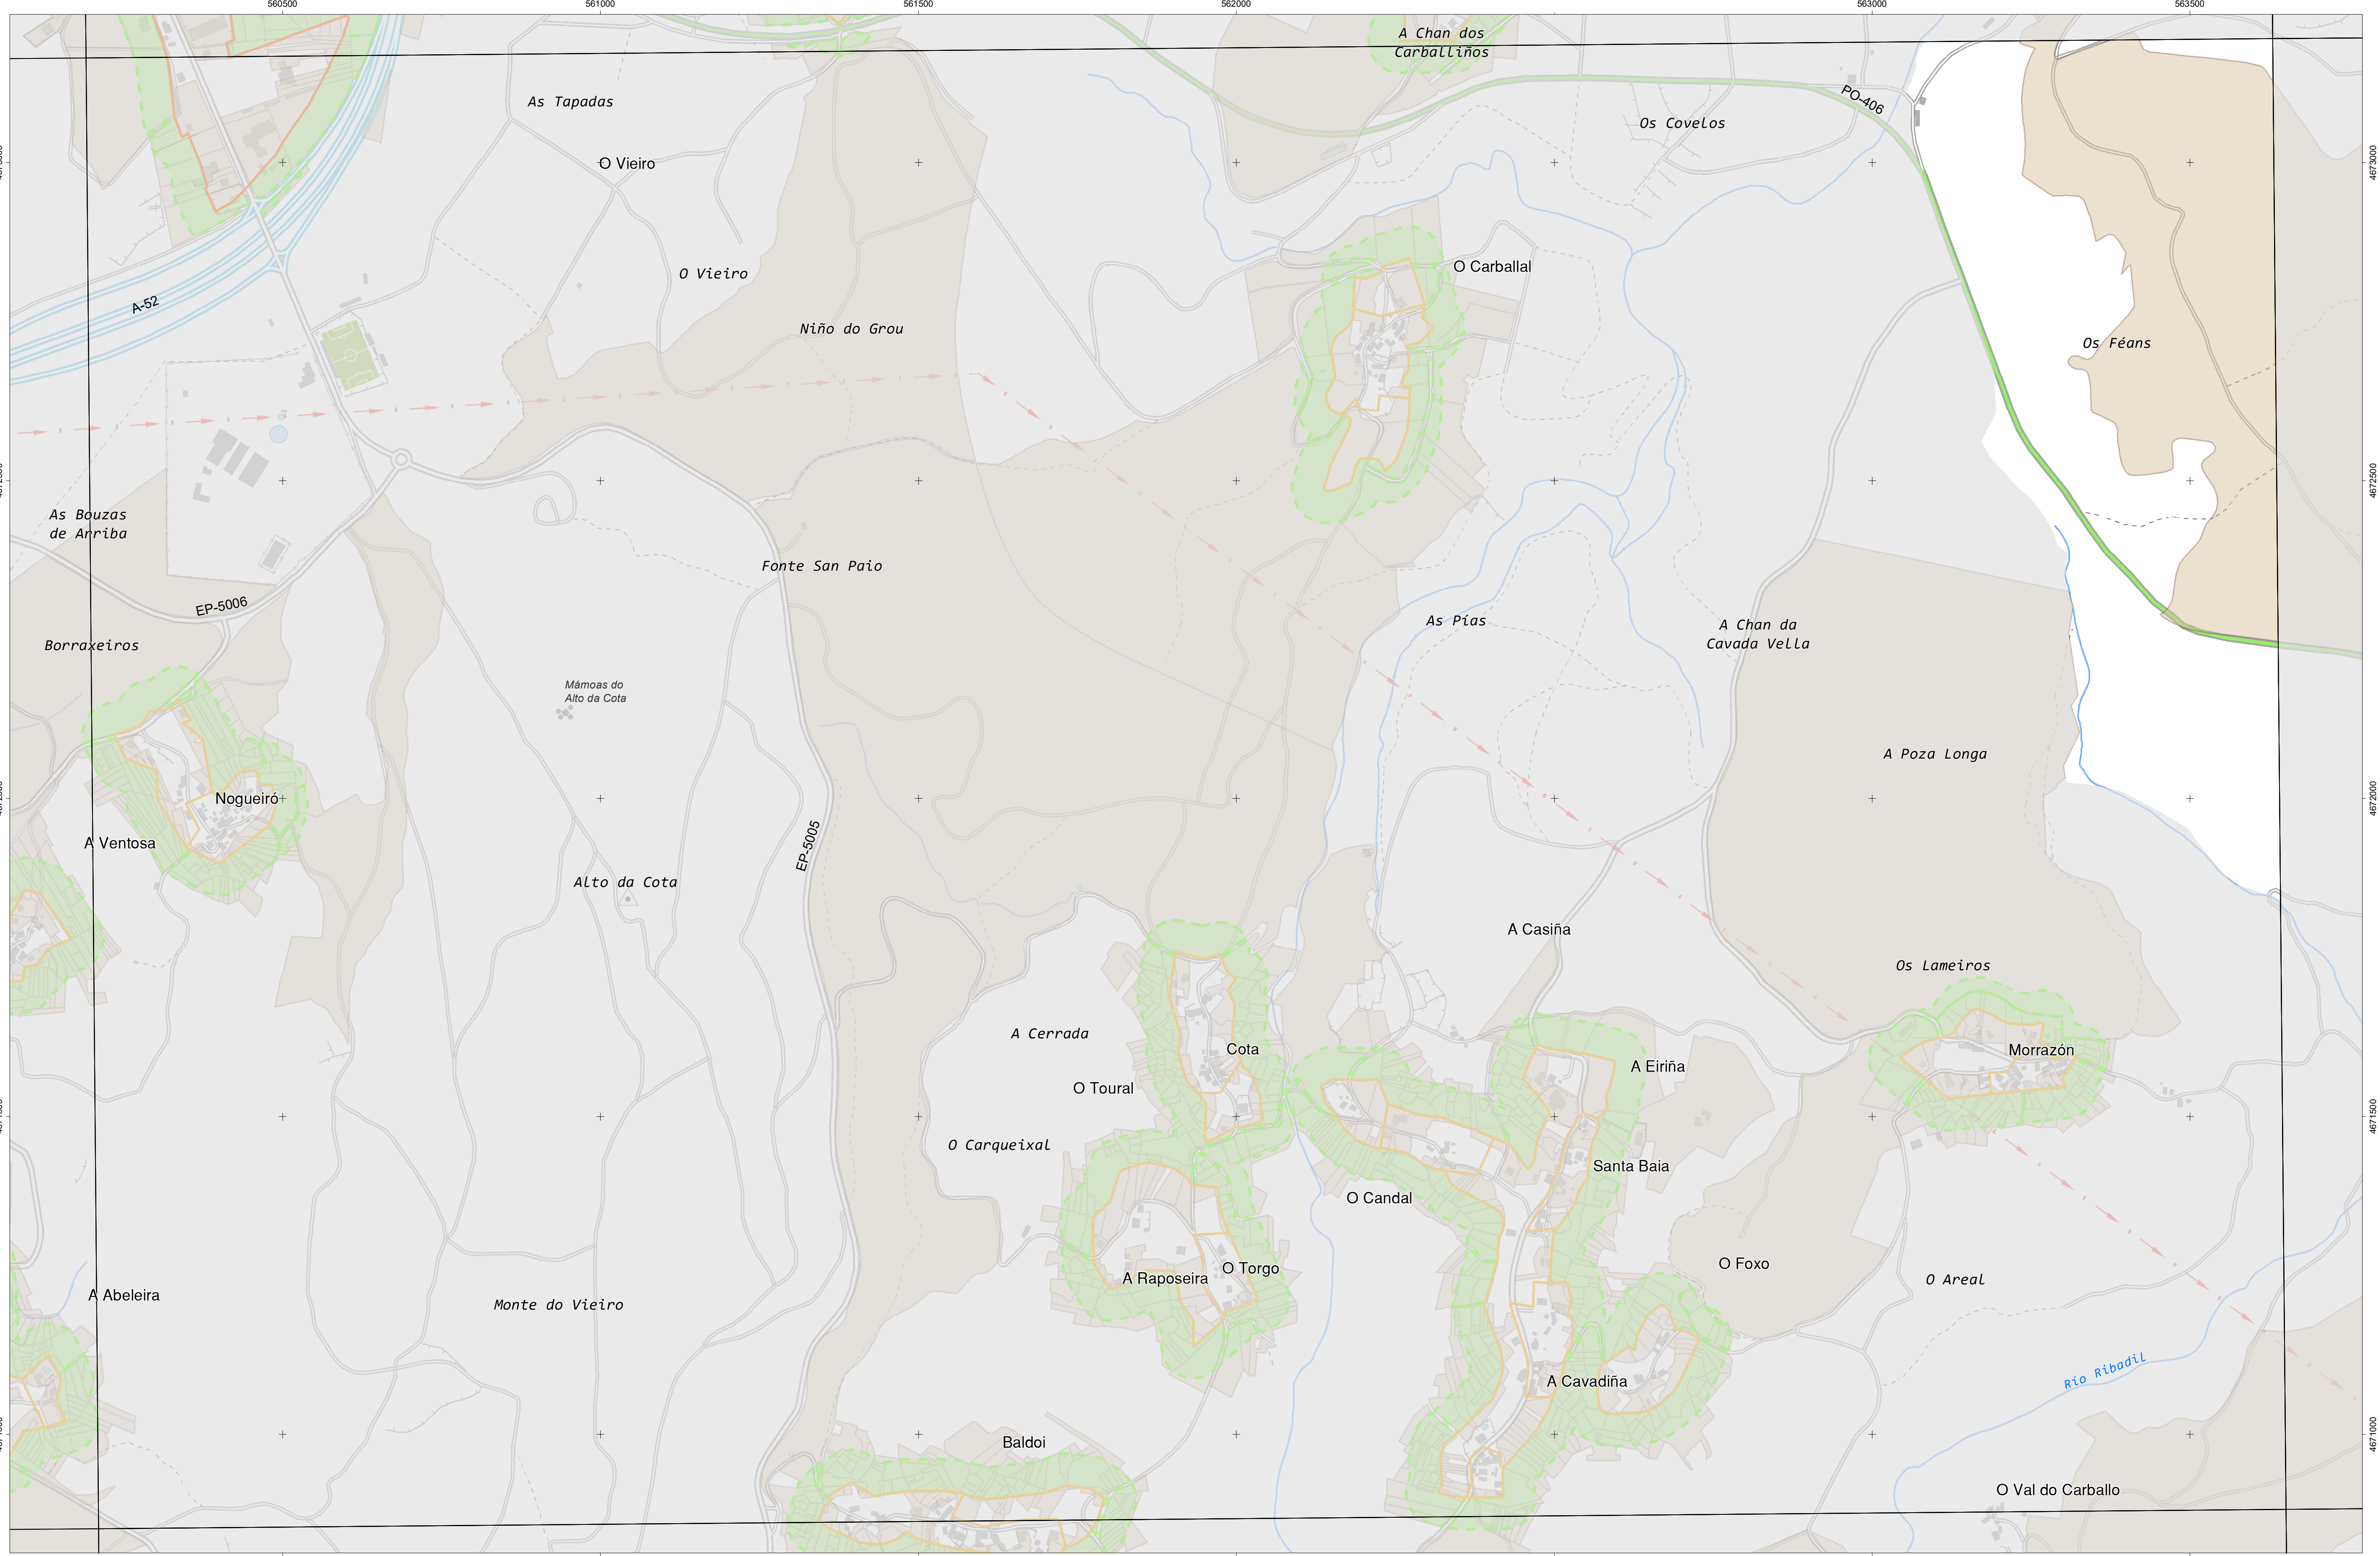 560500
561000
561500
562000
563000
563500
A Chan dos
Carballiños
As Tapadas
PO-406
Os Covelos
O Vieiro
4673000
O Vieiro
O Carballal
A-52
Niño do Grou
Os Féans
4672500
As Bouzas
de Arriba
Fonte San Paio
EP-5006
As Pías
A Chan da
Cavada Vella
Borraxeiros
Mámoas do
Alto da Cota
A Poza Longa
Nogueiró
4672000
A Ventosa
EP-5005
Alto da Cota
A Casiña
Os Lameiros
A Cerrada
Cota
Morrazón
A Eiriña
O Toural
4671500
O Carqueixal
Santa Baia
O Candal
O Foxo
O Torgo
A Raposeira
O Areal
A Abeleira
Monte do Vieiro
Río Ribadil
A Cavadiña
Baldoi
4671000
O Val do Carballo